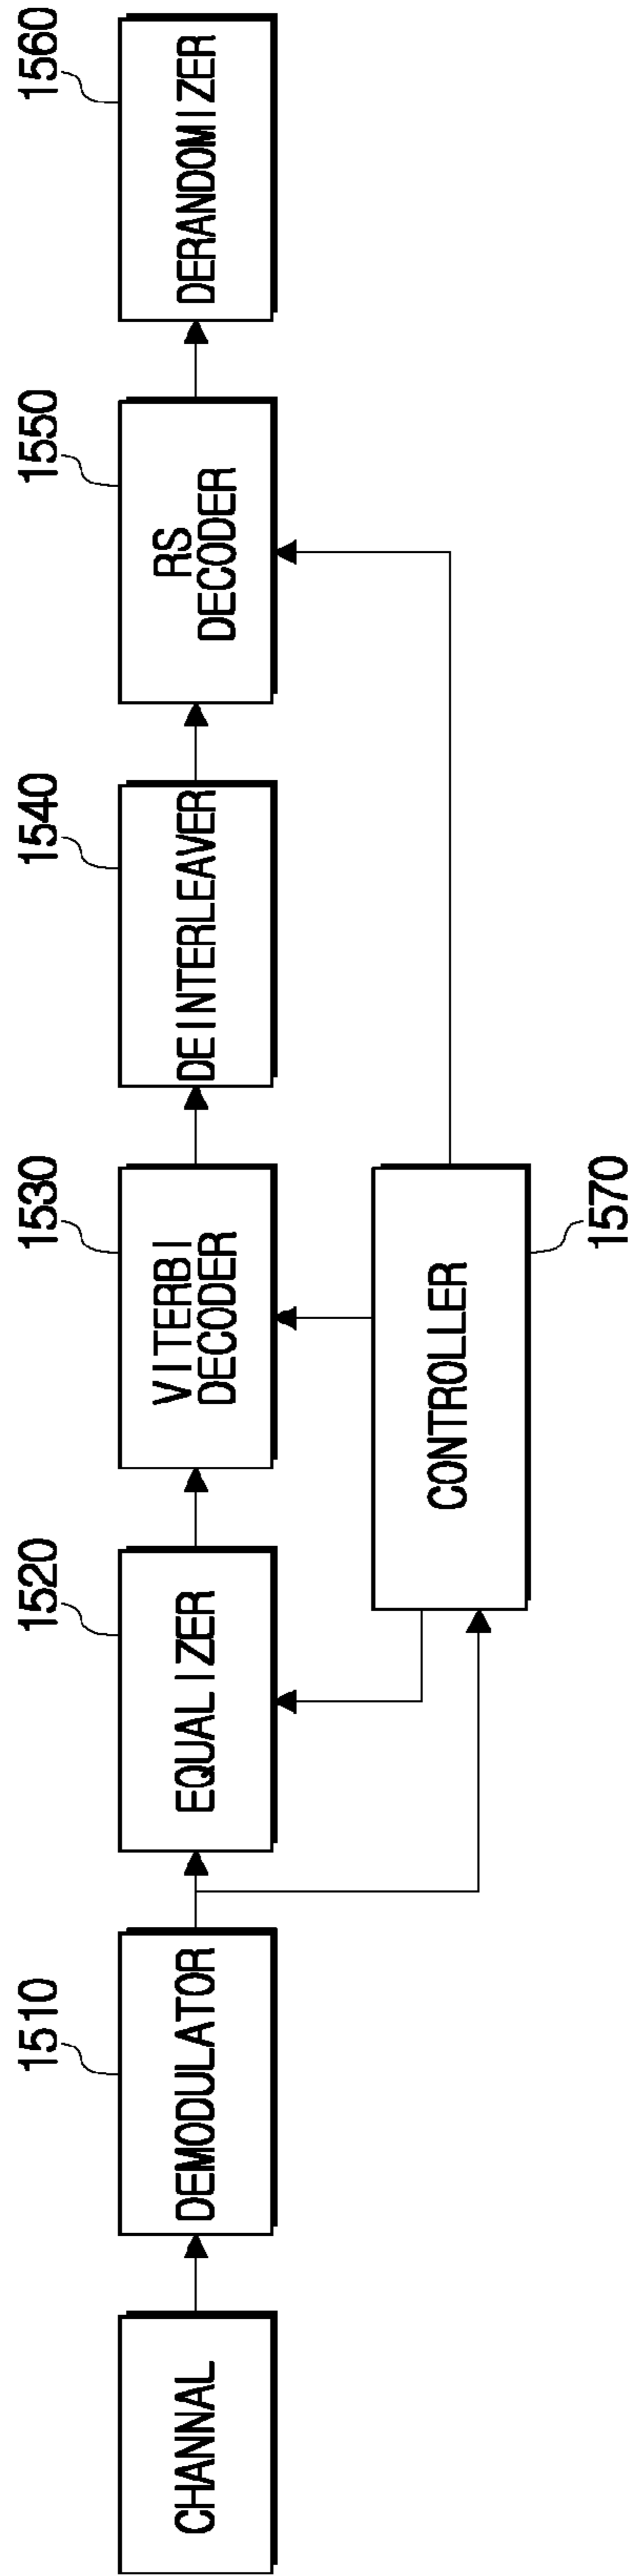 1510
1520
1530
1540
1550
1560
CHANNAL
DEMODULATOR
EQUALIZER
VITERBI
DECODER
DEINTERLEAVER
RS
DECODER
DERANDOMIZER
CONTROLLER
1570